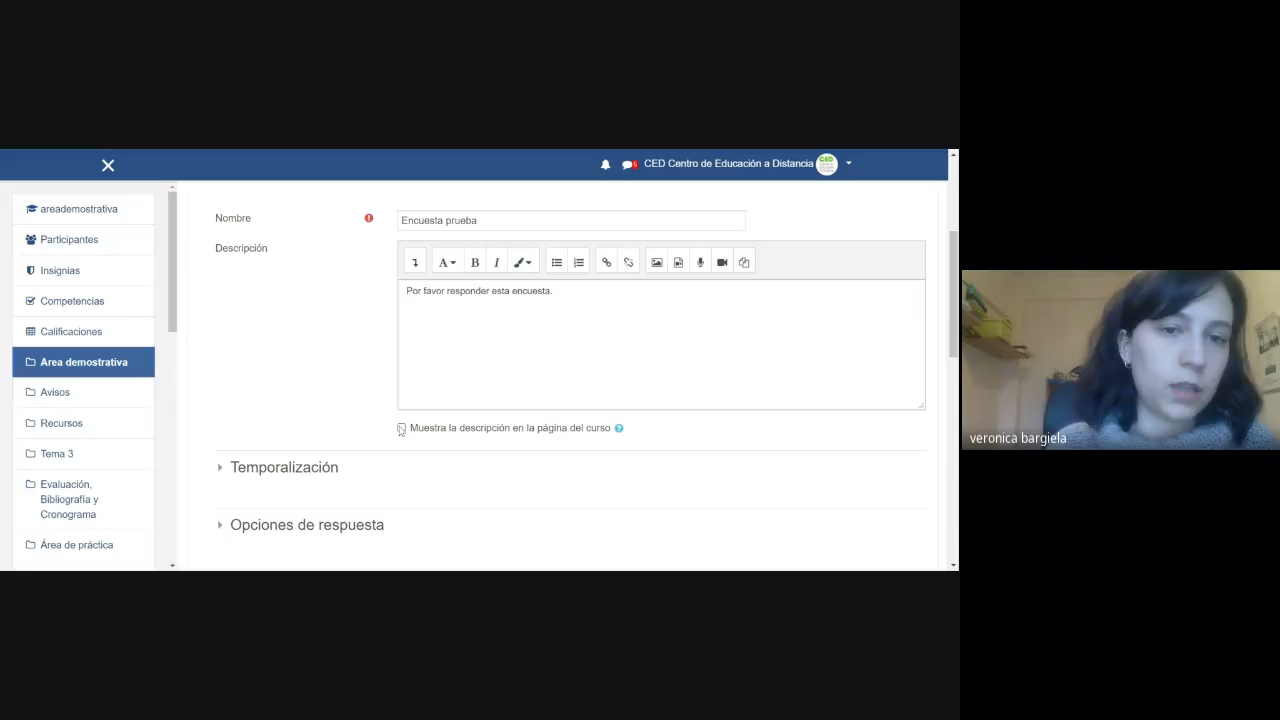 CED Centro de Educación a Distancia
areademostrativa
Participantes
Insignias
Competencias
Calificaciones
Area demostrativa
Avisos
Recursos
Tema 3
Evaluación,
Bibliografía y
Cronograma
Área de práctica
Nombre
Encuesta prueba
Descripción
A
B
I
Por favor responder esta encuesta.
Muestra la descripción en la página del curso
Temporalización
Opciones de respuesta
veronica bargiela